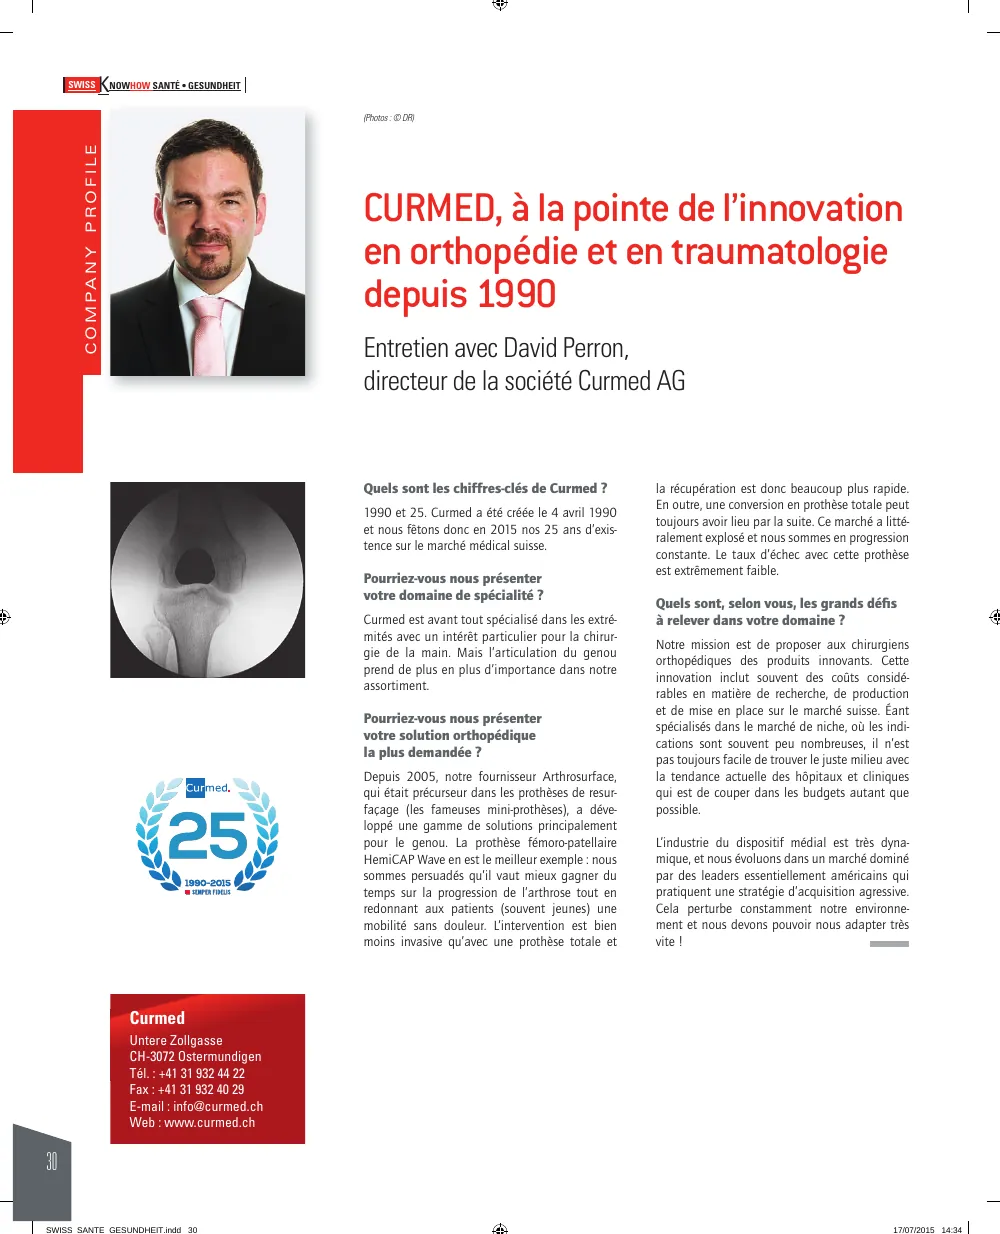 SWISS KNOWHOW SANTÉ • GESUNDHEIT
COMPANY PROFILE
(Photos : © DR)
CURMED, à la pointe de l’innovation
en orthopédie et en traumatologie
depuis 1990
Entretien avec David Perron,
directeur de la société Curmed AG
Quels sont les chiffres-clés de Curmed ?
1990 et 25. Curmed a été créée le 4 avril 1990
et nous fêtons donc en 2015 nos 25 ans d’exis-
tence sur le marché médical suisse.
Pourriez-vous nous présenter
votre domaine de spécialité ?
Curmed est avant tout spécialisé dans les extré-
mités avec un intérêt particulier pour la chirur-
gie de la main. Mais l’articulation du genou
prend de plus en plus d’importance dans notre
assortiment.
Pourriez-vous nous présenter
votre solution orthopédique
la plus demandée ?
Depuis 2005, notre fournisseur Arthrosurface,
qui était précurseur dans les prothèses de resur-
façage (les fameuses mini-prothèses), a déve-
loppé une gamme de solutions principalement
pour le genou. La prothèse fémoro-patellaire
HemiCAP Wave en est le meilleur exemple : nous
sommes persuadés qu’il vaut mieux gagner du
temps sur la progression de l’arthrose tout en
redonnant aux patients (souvent jeunes) une
mobilité sans douleur. L’intervention est bien
moins invasive qu’avec une prothèse totale et
la récupération est donc beaucoup plus rapide.
En outre, une conversion en prothèse totale peut
toujours avoir lieu par la suite. Ce marché a litté-
ralement explosé et nous sommes en progression
constante. Le taux d’échec avec cette prothèse
est extrêmement faible.
Quels sont, selon vous, les grands défis
à relever dans votre domaine ?
Notre mission est de proposer aux chirurgiens
orthopédiques des produits innovants. Cette
innovation inclut souvent des coûts considé-
rables en matière de recherche, de production
et de mise en place sur le marché suisse. Éant
spécialisés dans le marché de niche, où les indi-
cations sont souvent peu nombreuses, il n’est
pas toujours facile de trouver le juste milieu avec
la tendance actuelle des hôpitaux et cliniques
qui est de couper dans les budgets autant que
possible.
L’industrie du dispositif médial est très dyna-
mique, et nous évoluons dans un marché dominé
par des leaders essentiellement américains qui
pratiquent une stratégie d’acquisition agressive.
Cela perturbe constamment notre environne-
ment et nous devons pouvoir nous adapter très
vite !
Curmed.
25
1990-2015
SEMPER FIDELIS
Curmed
Untere Zollgasse
CH-3072 Ostermundigen
Tél. : +41 31 932 44 22
Fax : +41 31 932 40 29
E-mail : info@curmed.ch
Web : www.curmed.ch
30
SWISS_SANTE_GESUNDHEIT.indd 30
17/07/2015 14:34